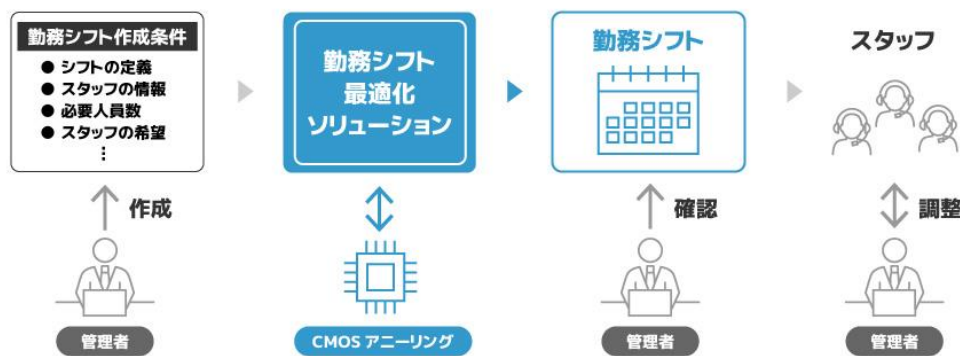 勤務シフト作成条件
● シフトの定義
● スタッフの情報
● 必要人員数
● スタッフの希望
⋮
作成
管理者
勤務シフト
最適化
ソリューション
CMOS アニーリング
勤務シフト
確認
管理者
スタッフ
調整
管理者